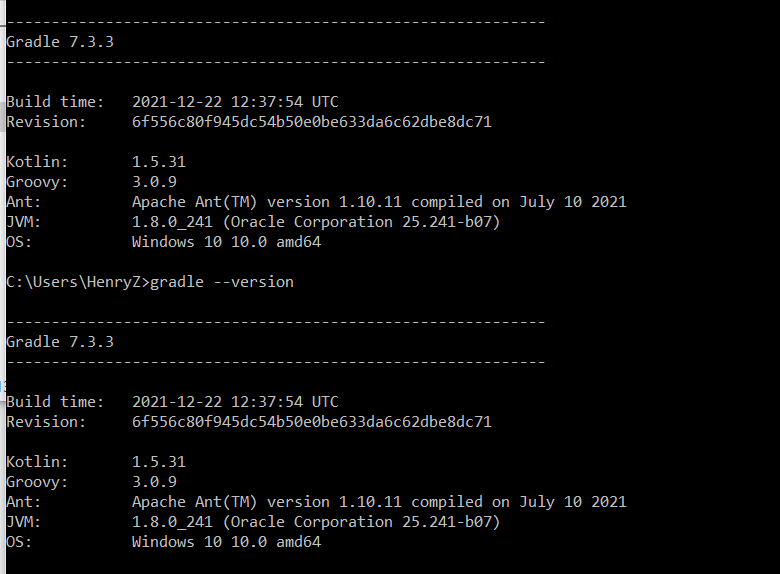 ------------------------------------------------------------
Gradle 7.3.3
------------------------------------------------------------
Build time:   2021-12-22 12:37:54 UTC
Revision:     6f556c80f945dc54b50e0be633da6c62dbe8dc71
Kotlin:       1.5.31
Groovy:       3.0.9
Ant:          Apache Ant(TM) version 1.10.11 compiled on July 10 2021
JVM:          1.8.0_241 (Oracle Corporation 25.241-b07)
OS:           Windows 10 10.0 amd64
C:\Users\HenryZ>gradle --version
------------------------------------------------------------
Gradle 7.3.3
------------------------------------------------------------
Build time:   2021-12-22 12:37:54 UTC
Revision:     6f556c80f945dc54b50e0be633da6c62dbe8dc71
Kotlin:       1.5.31
Groovy:       3.0.9
Ant:          Apache Ant(TM) version 1.10.11 compiled on July 10 2021
JVM:          1.8.0_241 (Oracle Corporation 25.241-b07)
OS:           Windows 10 10.0 amd64